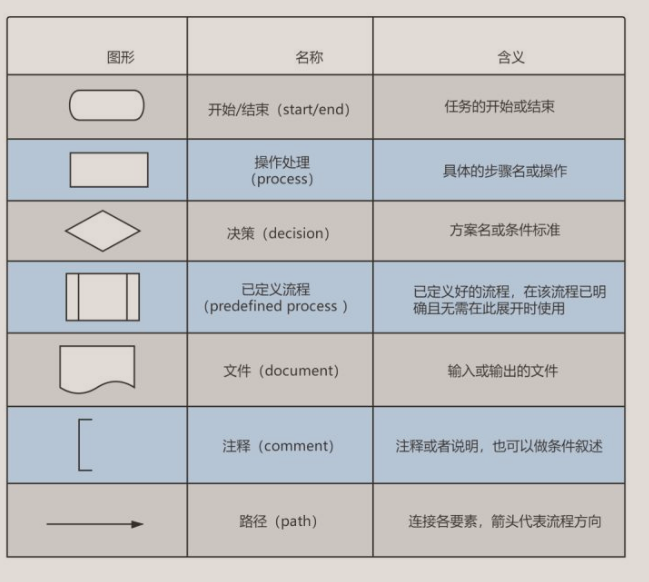 图形 名称 含义
开始/结束（start/end） 任务的开始或结束
操作处理
（process）
具体的步骤名或操作
决策（decision） 方案名或条件标准
已定义流程
（predefined process ）
已定义好的流程，在该流程已明
确且无需在此展开时使用
文件（document） 输入或输出的文件
注释（comment） 注释或者说明，也可以做条件叙述
路径（path） 连接各要素，箭头代表流程方向